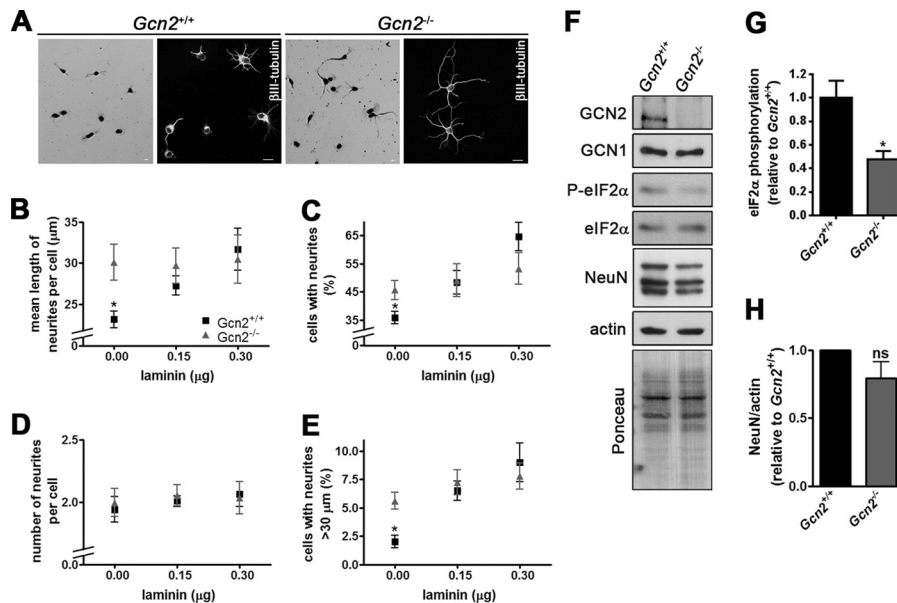 A
Gcn2+/+
Gcn2-/-
βIII-tubulin
βIII-tubulin
B
mean length of
neurites per cell (µm)
35
30
25
0
*
Gcn2+/+
Gcn2-/-
0.00
0.15
0.30
laminin (µg)
C
cells with neurites
(%)
65
55
45
35
0
*
0.00
0.15
0.30
laminin (µg)
D
number of neurites
per cell
2.5
2.0
0.0
0.00
0.15
0.30
laminin (µg)
E
cells with neurites
>30 µm (%)
10.0
7.5
5.0
2.5
0.0
*
0.00
0.15
0.30
laminin (µg)
F
Gcn2+/+
Gcn2-/-
GCN2
GCN1
P-eIF2α
eIF2α
NeuN
actin
Ponceau
G
eIF2α phosphorylation
(relative to Gcn2+/+)
1.2
1.0
0.8
0.6
0.4
0.2
0.0
*
Gcn2+/+
Gcn2-/-
H
NeuN/actin
(relative to Gcn2+/+)
1.0
0.5
0.0
ns
Gcn2+/+
Gcn2-/-